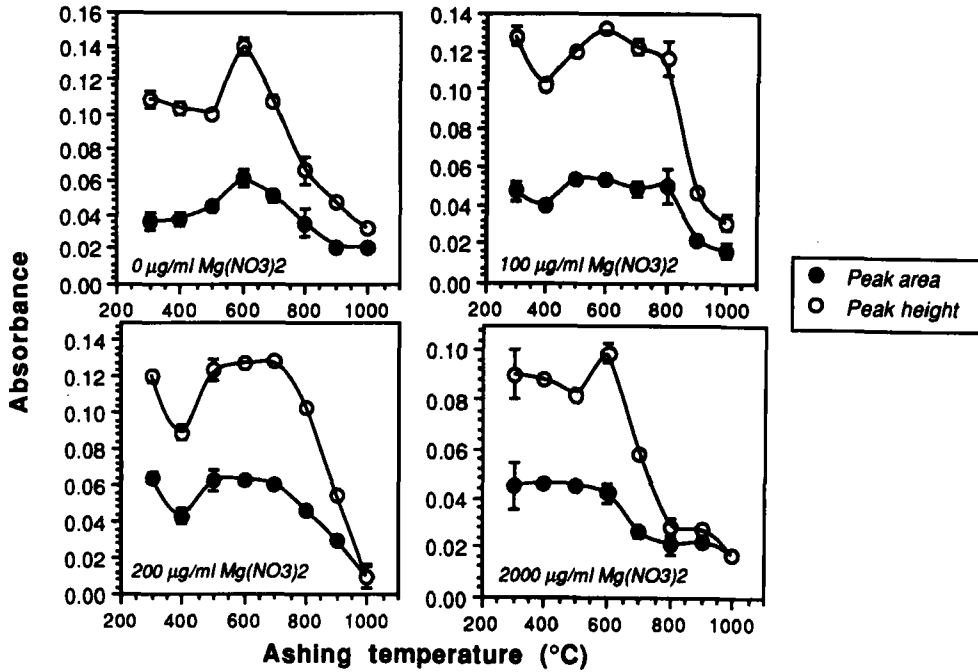 Absorbance
0.16
0.14
0.12
0.10
0.08
0.06
0.04
0.02
0.00
0 µg/ml Mg(NO3)2
200 400 600 800 1000
0.14
0.12
0.10
0.08
0.06
0.04
0.02
0.00
100 µg/ml Mg(NO3)2
200 400 600 800 1000
Peak area
Peak height
0.14
0.12
0.10
0.08
0.06
0.04
0.02
0.00
200 µg/ml Mg(NO3)2
200 400 600 800 1000
0.10
0.08
0.06
0.04
0.02
0.00
2000 µg/ml Mg(NO3)2
200 400 600 800 1000
Ashing temperature (°C)